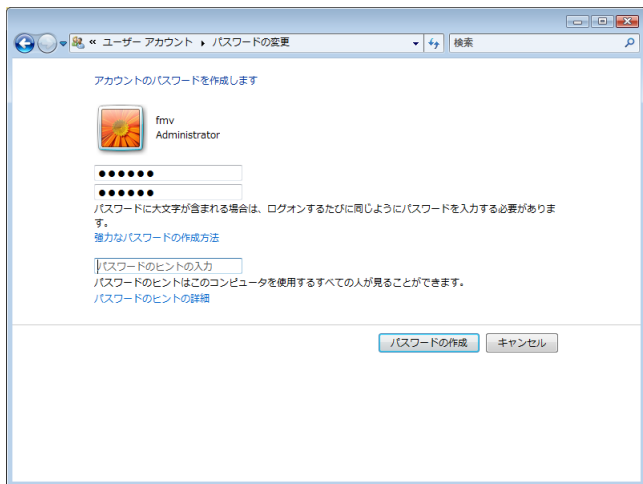 « ユーザー アカウント ▸ パスワードの変更
検索
アカウントのパスワードを作成します
fmv
Administrator
●●●●●●
●●●●●●
パスワードに大文字が含まれる場合は、ログオンするたびに同じようにパスワードを入力する必要がありま
す。
強力なパスワードの作成方法
パスワードのヒントの入力
パスワードのヒントはこのコンピュータを使用するすべての人が見ることができます。
パスワードのヒントの詳細
パスワードの作成
キャンセル